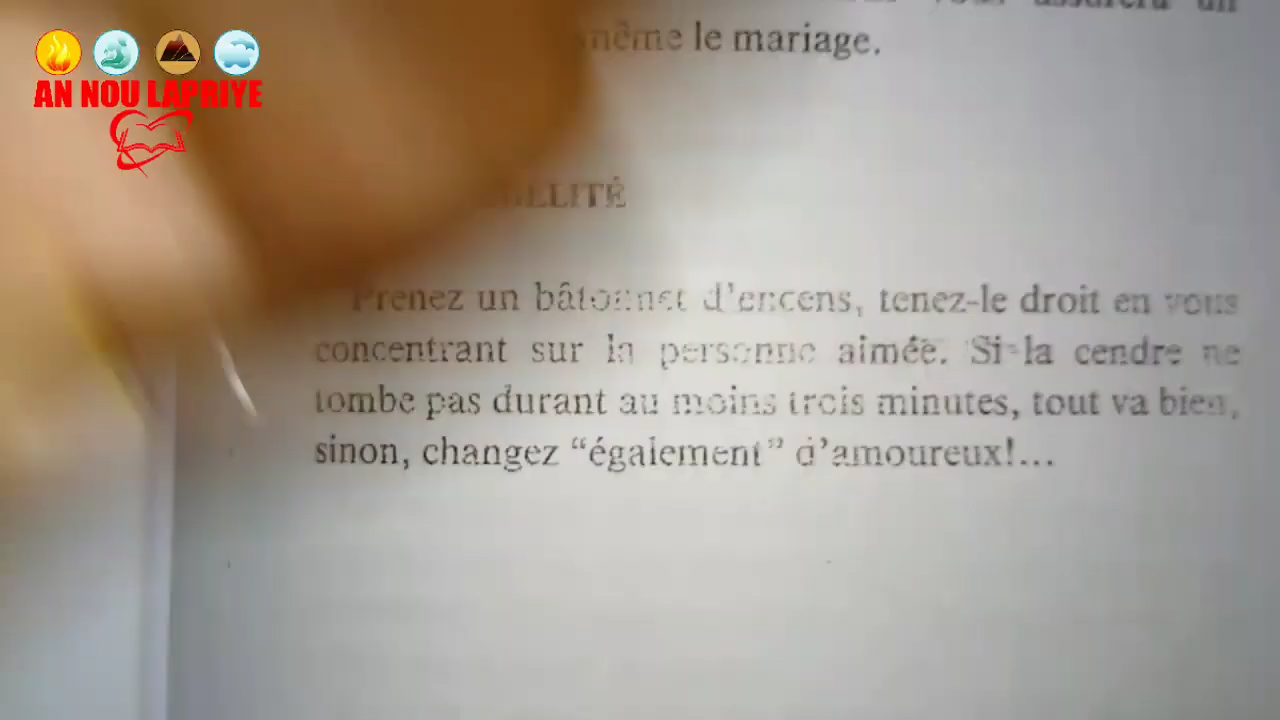 AN NOU LAPRIYE
même le mariage.
Prenez un bâtonnet d'encens, tenez-le droit en vous
concentrant sur la personne aimée. Si la cendre ne
tombe pas durant au moins trois minutes, tout va bien,
sinon, changez “également” d'amoureux!...